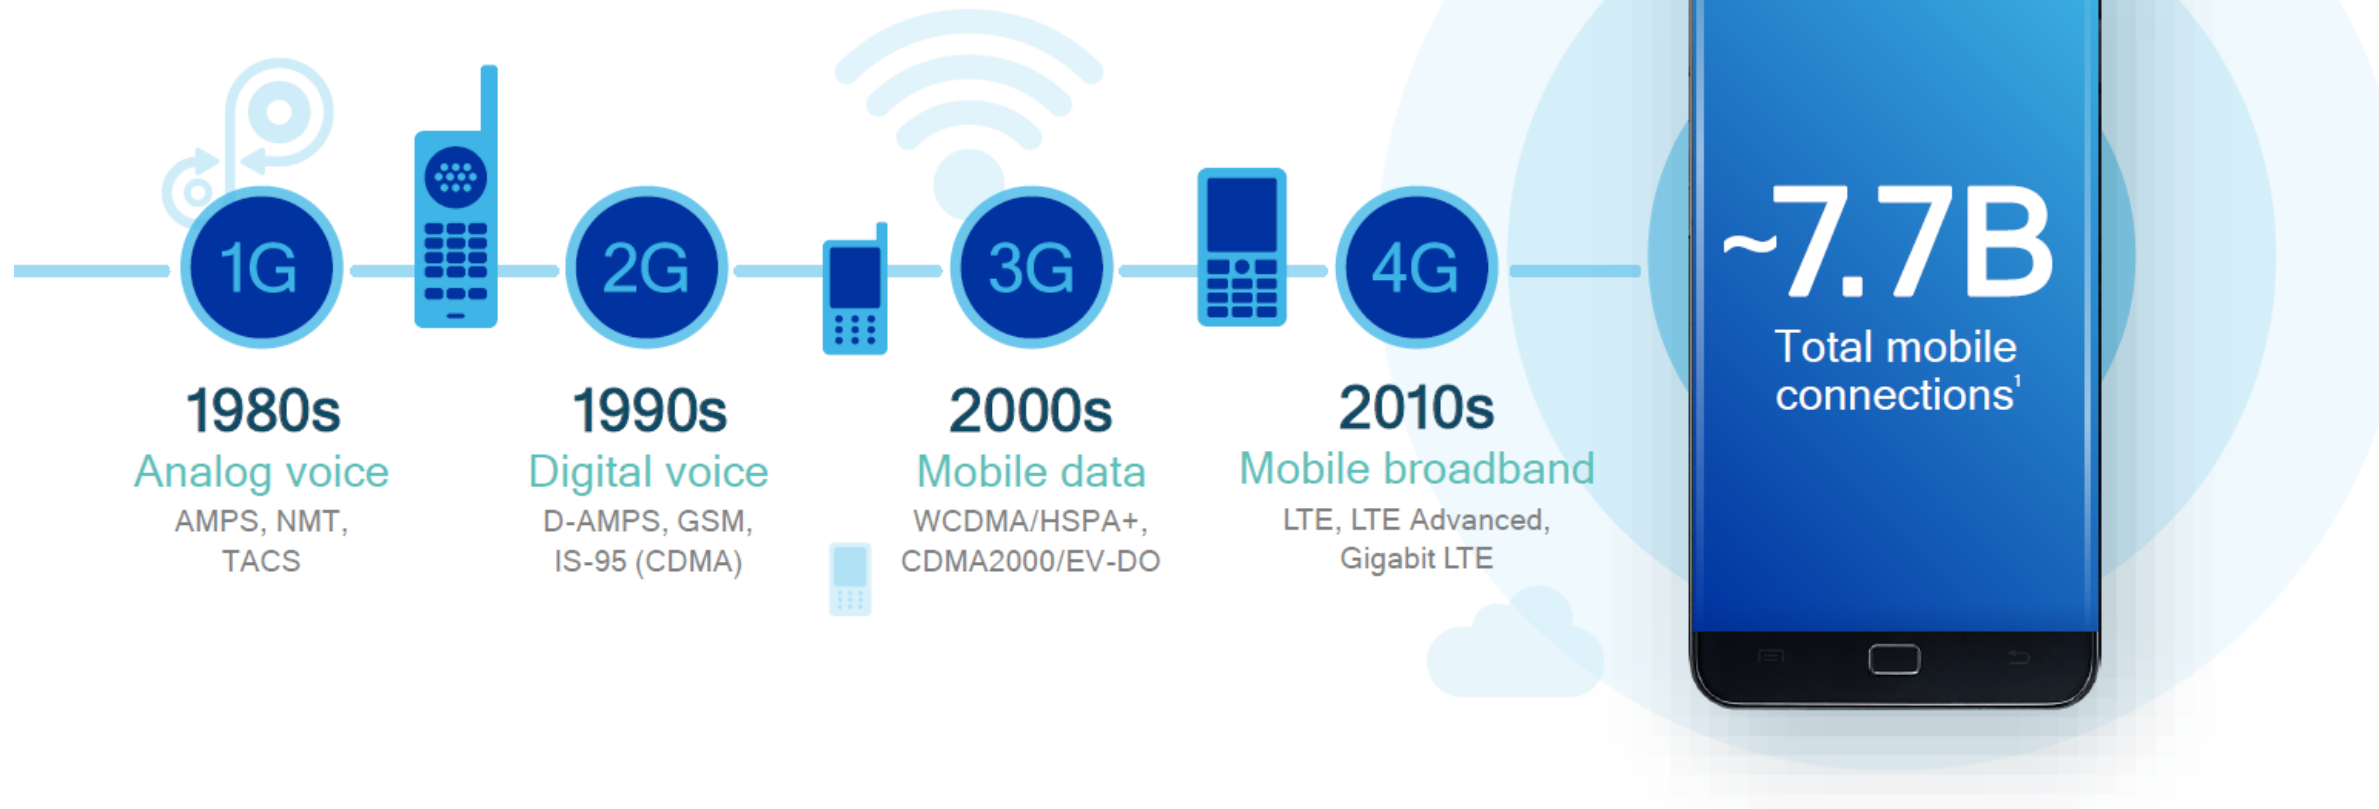 1G
1980s
Analog voice
AMPS, NMT,
TACS
2G
1990s
Digital voice
D-AMPS, GSM,
IS-95 (CDMA)
3G
2000s
Mobile data
WCDMA/HSPA+,
CDMA2000/EV-DO
4G
2010s
Mobile broadband
LTE, LTE Advanced,
Gigabit LTE
~7.7B
Total mobile
connections¹